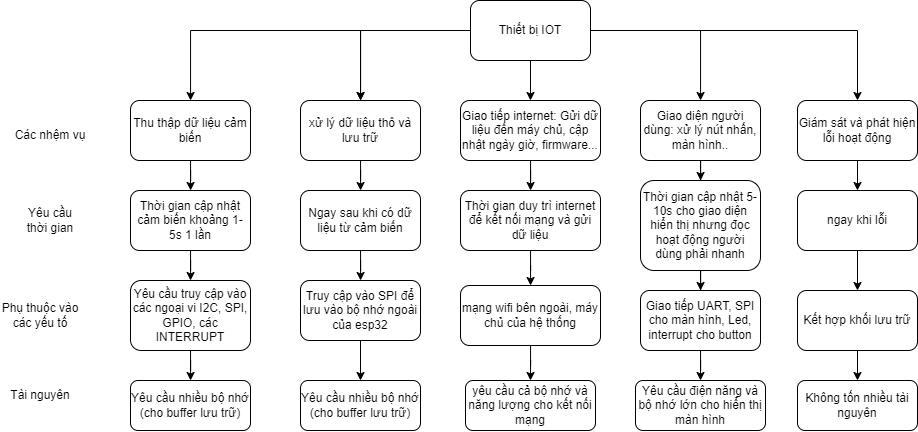 Thiết bị IOT
Các nhệm vụ
Thu thập dữ liệu cảm
biến
xử lý dữ liệu thô và
lưu trữ
Giao tiếp internet: Gửi dữ
liệu đến máy chủ, cập
nhật ngày giờ, firmware...
Giao diện người
dùng: xử lý nút nhấn,
màn hình..
Giám sát và phát hiện
lỗi hoạt động
Yêu cầu
thời gian
Thời gian cập nhật
cảm biến khoảng 1-
5s 1 lần
Ngay sau khi có dữ
liệu từ cảm biến
Thời gian duy trì internet
để kết nối mạng và gửi
dữ liệu
Thời gian cập nhật 5-
10s cho giao diện
hiển thị nhưng đọc
hoạt động người
dùng phải nhanh
ngay khi lỗi
Phụ thuộc vào
các yếu tố
Yêu cầu truy cập vào
các ngoại vi I2C, SPI,
GPIO, các
INTERRUPT
Truy cập vào SPI để
lưu vào bộ nhớ ngoài
của esp32
mạng wifi bên ngoài, máy
chủ của hệ thống
Giao tiếp UART, SPI
cho màn hình, Led,
interrupt cho button
Kết hợp khối lưu trữ
Tài nguyên
Yêu cầu nhiều bộ nhớ
(cho buffer lưu trữ)
Yêu cầu nhiều bộ nhớ
(cho buffer lưu trữ)
yêu cầu cả bộ nhớ và
năng lượng cho kết nối
mạng
Yêu cầu điện năng và
bộ nhớ lớn cho hiển thị
màn hình
Không tốn nhiều tài
nguyên